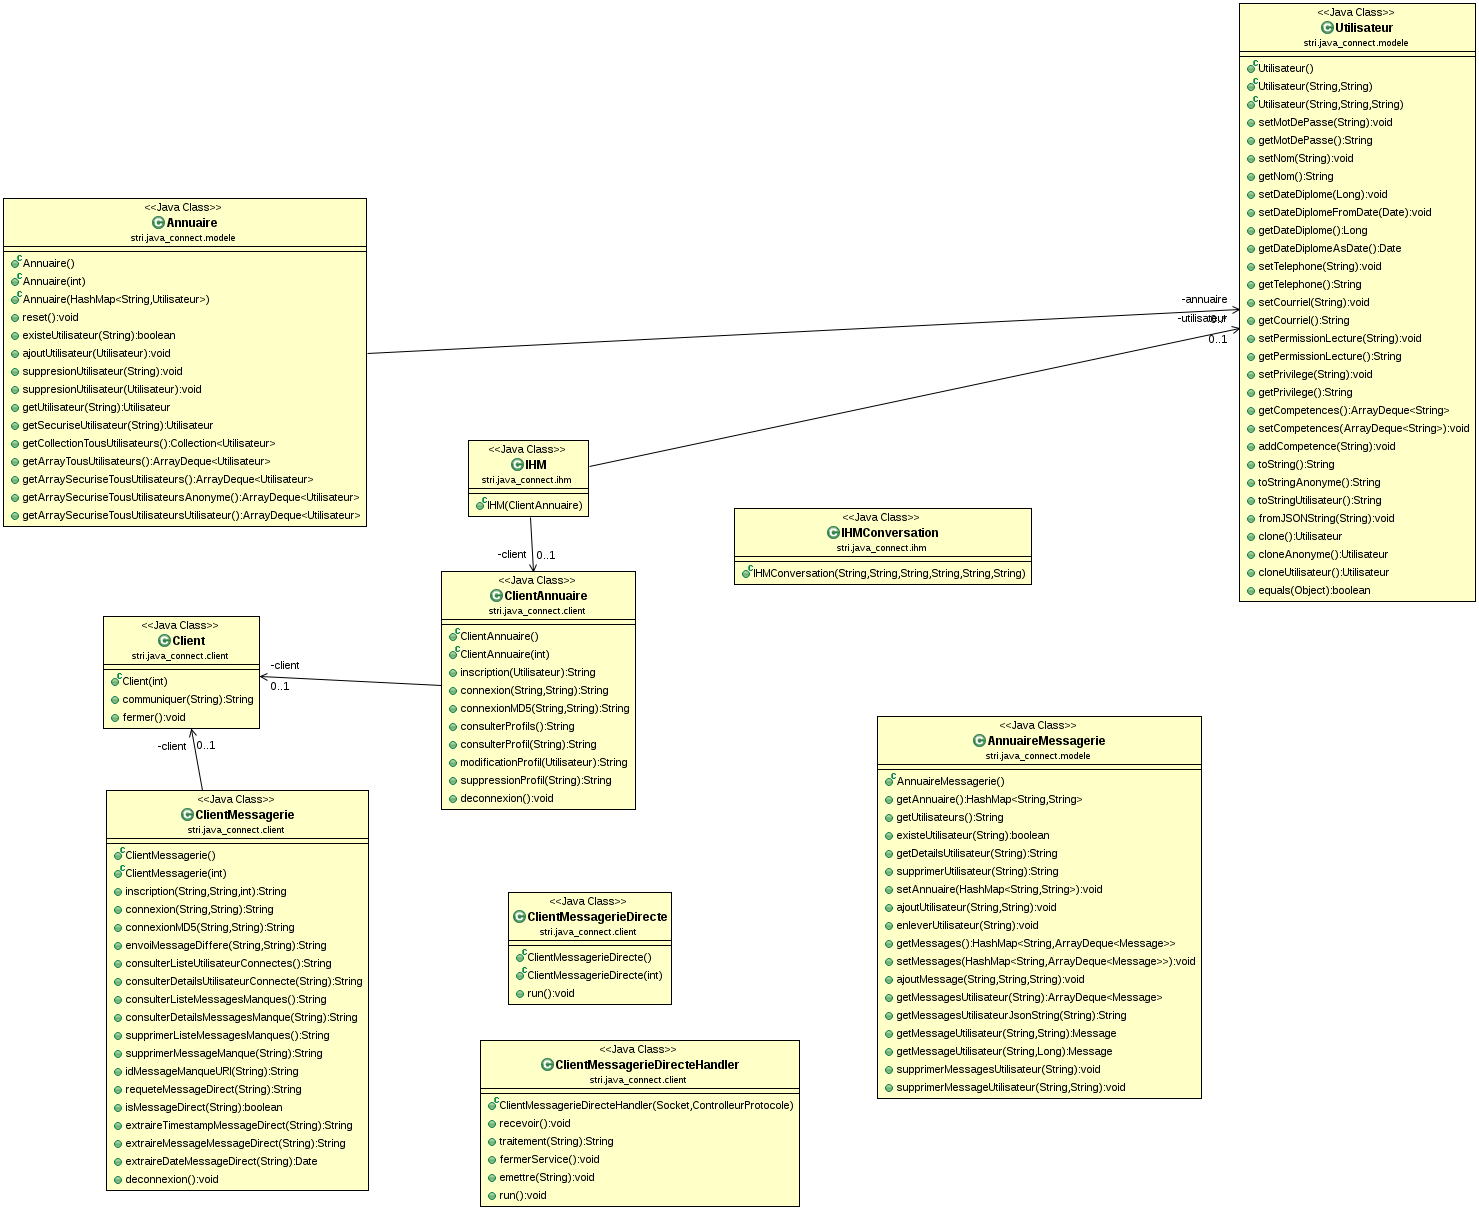 <<Java Class>>
Utilisateur
stri.java_connect.modele
Utilisateur()
Utilisateur(String,String)
Utilisateur(String,String,String)
setMotDePasse(String):void
getMotDePasse():String
setNom(String):void
getNom():String
setDateDiplome(Long):void
setDateDiplomeFromDate(Date):void
getDateDiplome():Long
getDateDiplomeAsDate():Date
setTelephone(String):void
getTelephone():String
setCourriel(String):void
getCourriel():String
setPermissionLecture(String):void
getPermissionLecture():String
setPrivilege(String):void
getPrivilege():String
getCompetences():ArrayDeque<String>
setCompetences(ArrayDeque<String>):void
addCompetence(String):void
toString():String
toStringAnonyme():String
toStringUtilisateur():String
fromJSONString(String):void
clone():Utilisateur
cloneAnonyme():Utilisateur
cloneUtilisateur():Utilisateur
equals(Object):boolean
<<Java Class>>
Annuaire
stri.java_connect.modele
Annuaire()
Annuaire(int)
Annuaire(HashMap<String,Utilisateur>)
reset():void
existeUtilisateur(String):boolean
ajoutUtilisateur(Utilisateur):void
suppresionUtilisateur(String):void
suppresionUtilisateur(Utilisateur):void
getUtilisateur(String):Utilisateur
getSecuriseUtilisateur(String):Utilisateur
getCollectionTousUtilisateurs():Collection<Utilisateur>
getArrayTousUtilisateurs():ArrayDeque<Utilisateur>
getArraySecuriseTousUtilisateurs():ArrayDeque<Utilisateur>
getArraySecuriseTousUtilisateursAnonyme():ArrayDeque<Utilisateur>
getArraySecuriseTousUtilisateursUtilisateur():ArrayDeque<Utilisateur>
-annuaire
-utilisateur
0..1
<<Java Class>>
IHM
stri.java_connect.ihm
IHM(ClientAnnuaire)
-client 0..1
<<Java Class>>
IHMConversation
stri.java_connect.ihm
IHMConversation(String,String,String,String,String,String)
<<Java Class>>
ClientAnnuaire
stri.java_connect.client
ClientAnnuaire()
ClientAnnuaire(int)
inscription(Utilisateur):String
connexion(String,String):String
connexionMD5(String,String):String
consulterProfils():String
consulterProfil(String):String
modificationProfil(Utilisateur):String
suppressionProfil(String):String
deconnexion():void
<<Java Class>>
Client
stri.java_connect.client
Client(int)
communiquer(String):String
fermer():void
-client
0..1
-client 0..1
<<Java Class>>
ClientMessagerie
stri.java_connect.client
ClientMessagerie()
ClientMessagerie(int)
inscription(String,String,int):String
connexion(String,String):String
connexionMD5(String,String):String
envoiMessageDiffere(String,String):String
consulterListeUtilisateurConnectes():String
consulterDetailsUtilisateurConnecte(String):String
consulterListeMessagesManques():String
consulterDetailsMessagesManque(String):String
supprimerListeMessagesManques():String
supprimerMessageManque(String):String
idMessageManqueURI(String):String
requeteMessageDirect(String):String
isMessageDirect(String):boolean
extraireTimestampMessageDirect(String):String
extraireMessageMessageDirect(String):String
extraireDateMessageDirect(String):Date
deconnexion():void
<<Java Class>>
ClientMessagerieDirecte
stri.java_connect.client
ClientMessagerieDirecte()
ClientMessagerieDirecte(int)
run():void
<<Java Class>>
ClientMessagerieDirecteHandler
stri.java_connect.client
ClientMessagerieDirecteHandler(Socket,ControlleurProtocole)
recevoir():void
traitement(String):String
fermerService():void
emettre(String):void
run():void
<<Java Class>>
AnnuaireMessagerie
stri.java_connect.modele
AnnuaireMessagerie()
getAnnuaire():HashMap<String,String>
getUtilisateurs():String
existeUtilisateur(String):boolean
getDetailsUtilisateur(String):String
supprimerUtilisateur(String):String
setAnnuaire(HashMap<String,String>):void
ajoutUtilisateur(String,String):void
enleverUtilisateur(String):void
getMessages():HashMap<String,ArrayDeque<Message>>
setMessages(HashMap<String,ArrayDeque<Message>>):void
ajoutMessage(String,String,String):void
getMessagesUtilisateur(String):ArrayDeque<Message>
getMessagesUtilisateurJsonString(String):String
getMessageUtilisateur(String,String):Message
getMessageUtilisateur(String,Long):Message
supprimerMessagesUtilisateur(String):void
supprimerMessageUtilisateur(String,String):void